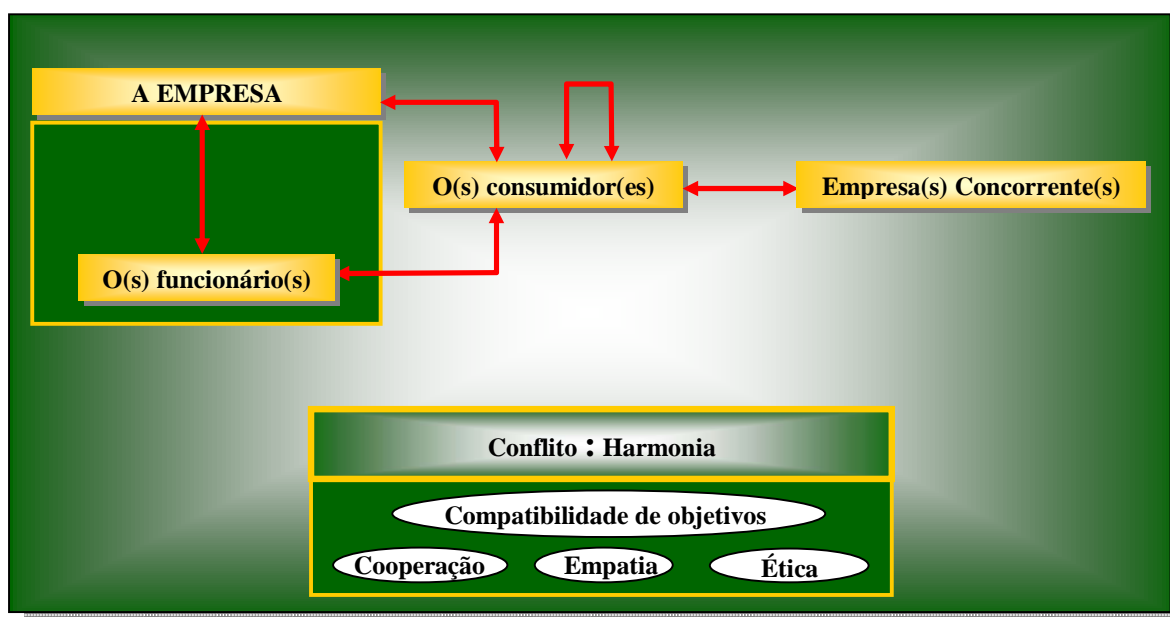 A EMPRESA
O(s) consumidor(es)
Empresa(s) Concorrente(s)
O(s) funcionário(s)
Conflito : Harmonia
Compatibilidade de objetivos
Cooperação
Empatia
Ética